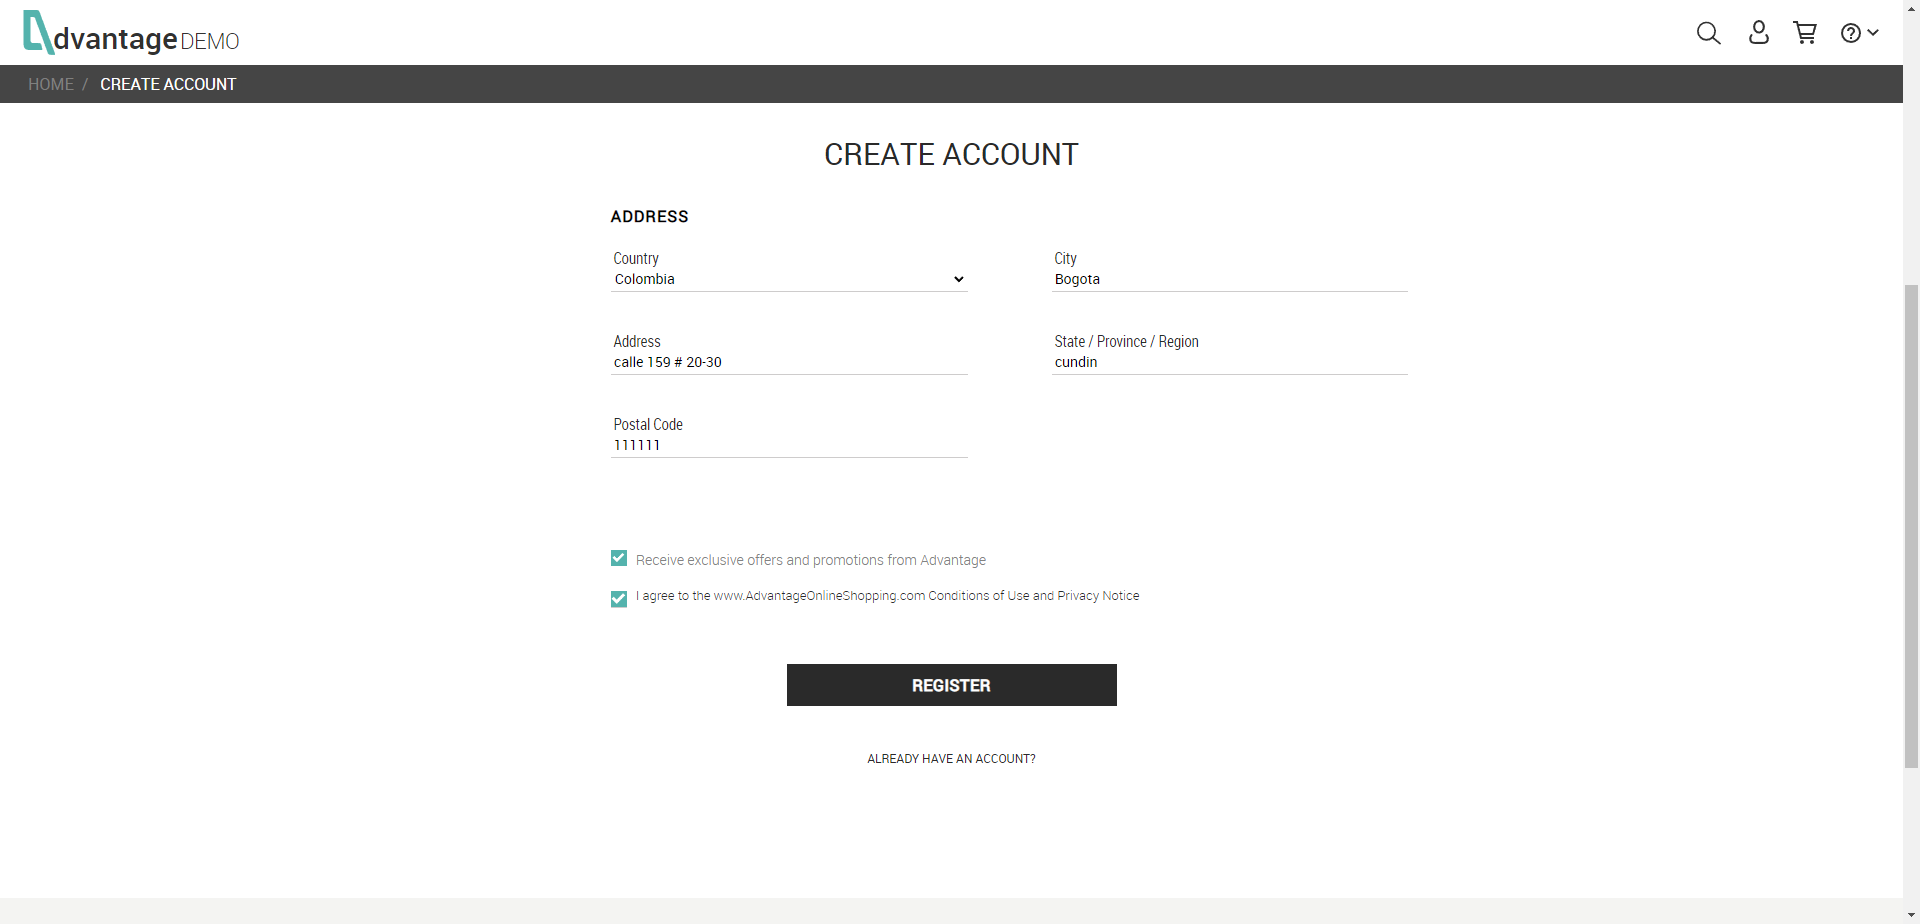 dvantage DEMO
HOME / CREATE ACCOUNT
CREATE ACCOUNT
ADDRESS
Country
Colombia
City
Bogota
Address
calle 159 # 20-30
State / Province / Region
cundin
Postal Code
111111
Receive exclusive offers and promotions from Advantage
I agree to the www.AdvantageOnlineShopping.com Conditions of Use and Privacy Notice
REGISTER
ALREADY HAVE AN ACCOUNT?